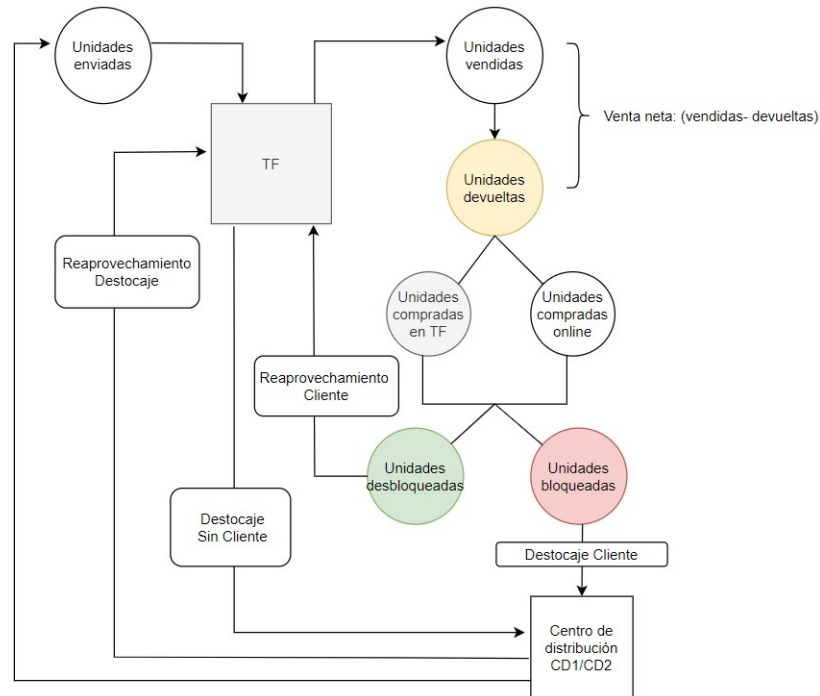 Unidades
enviadas
Unidades
vendidas
Venta neta: (vendidas- devueltas)
TF
Unidades
devueltas
Reaprovechamiento
Destocaje
Unidades
compradas
en TF
Unidades
compradas
online
Reaprovechamiento
Cliente
Unidades
desbloqueadas
Unidades
bloqueadas
Destocaje
Sin Cliente
Destocaje Cliente
Centro de
distribución
CD1/CD2